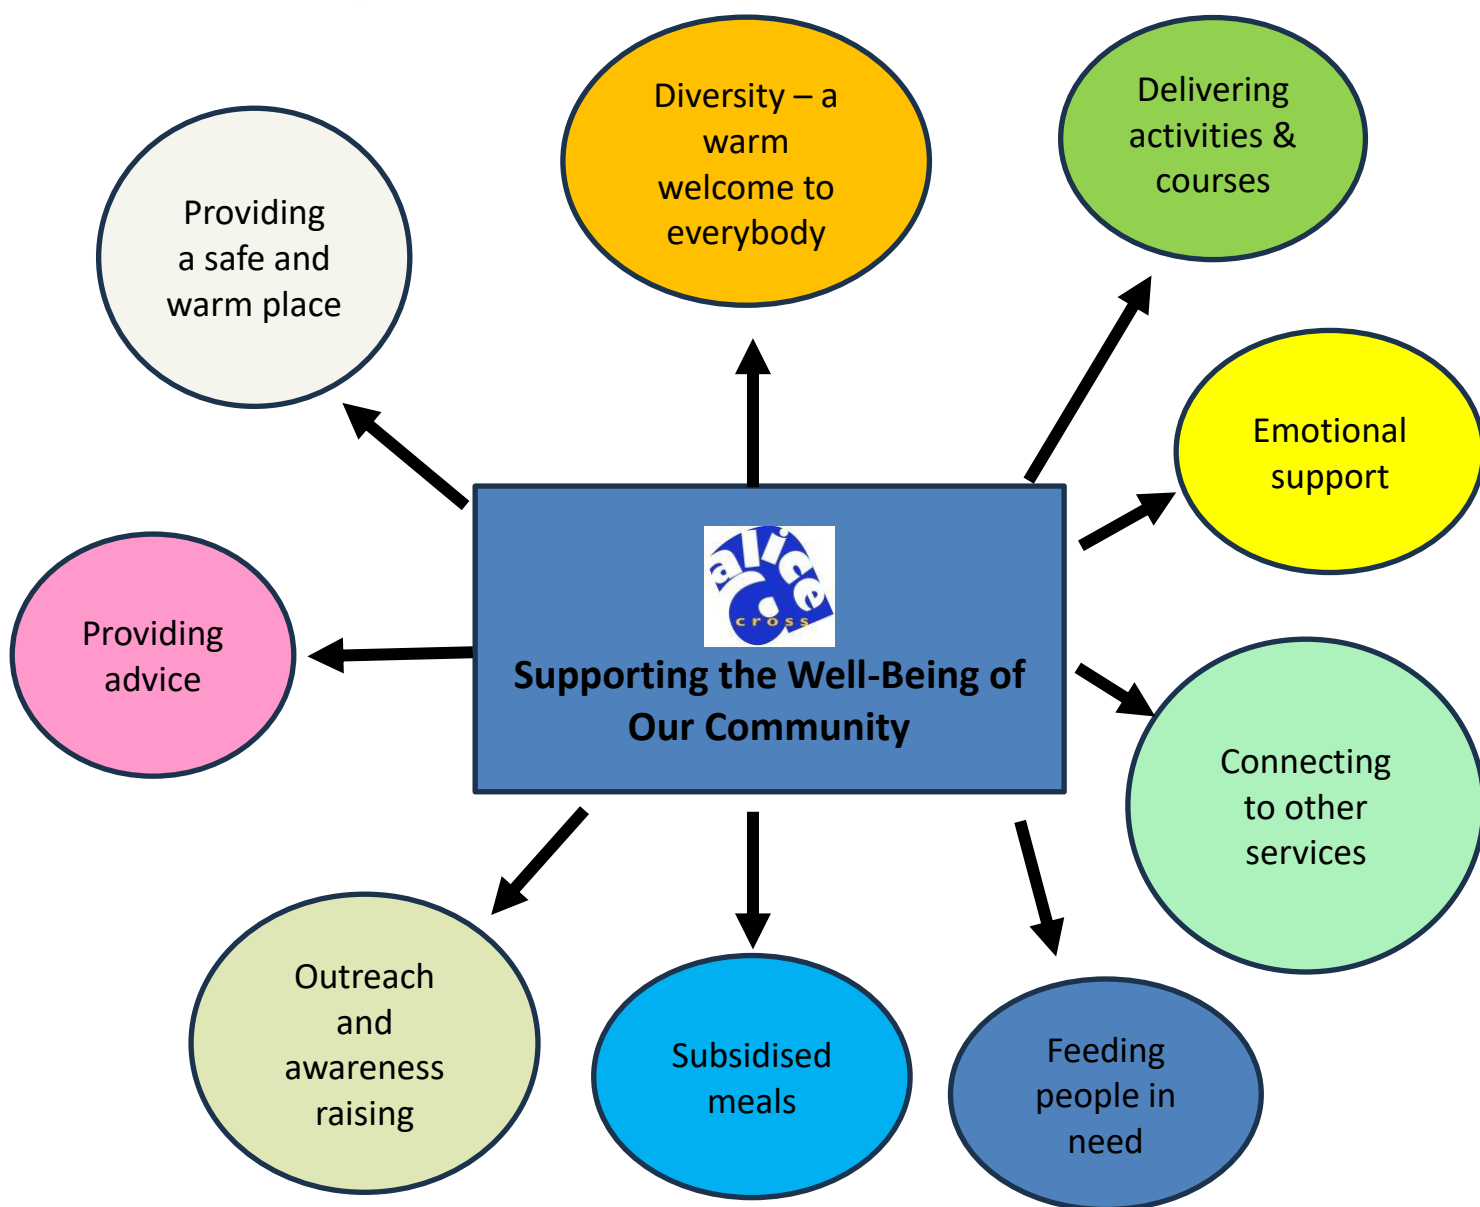 Diversity – a
warm
welcome to
everybody
Delivering
activities &
courses
Providing
a safe and
warm place
Emotional
support
Providing
advice
alice
cross
Supporting the Well-Being of
Our Community
Connecting
to other
services
Outreach
and
awareness
raising
Subsidised
meals
Feeding
people in
need